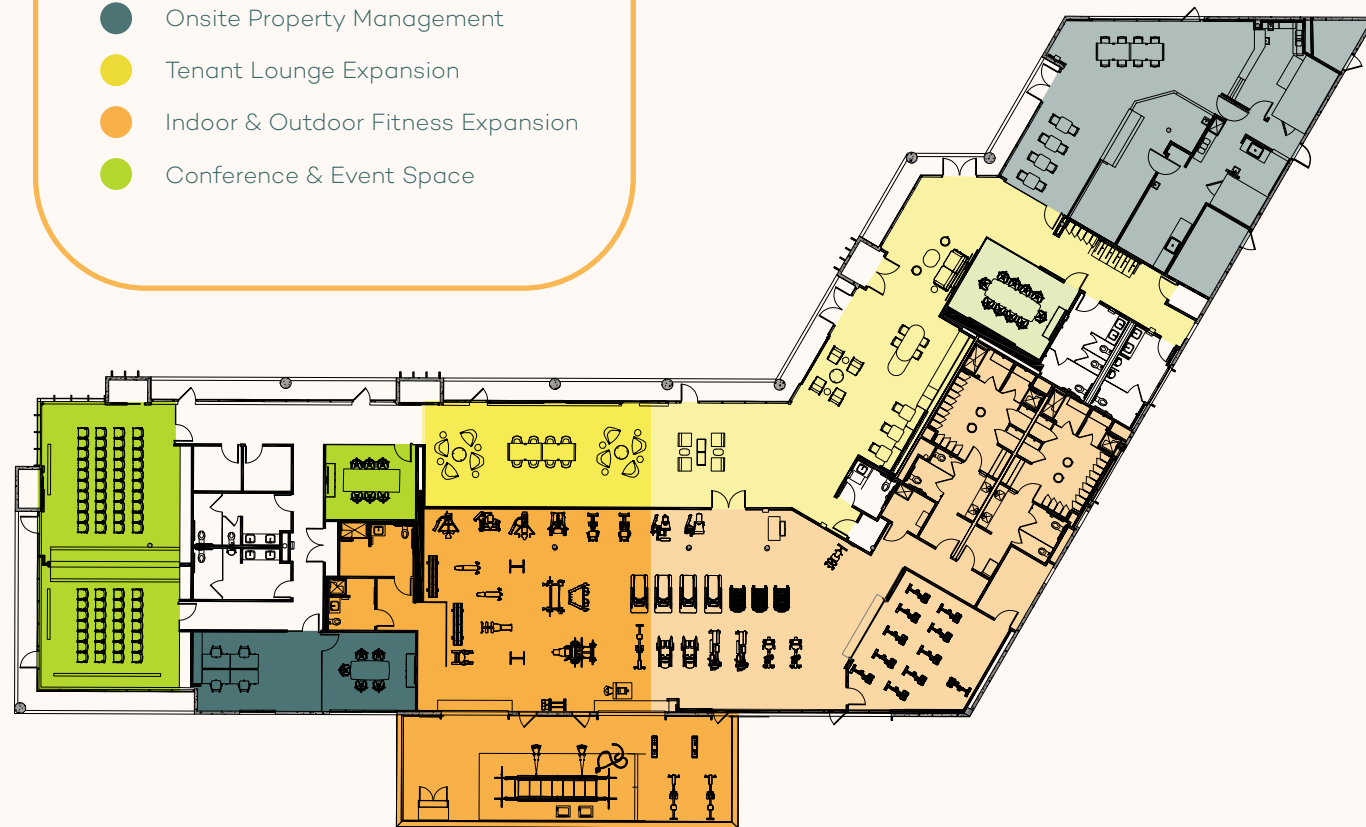 Onsite Property Management
Tenant Lounge Expansion
Indoor & Outdoor Fitness Expansion
Conference & Event Space